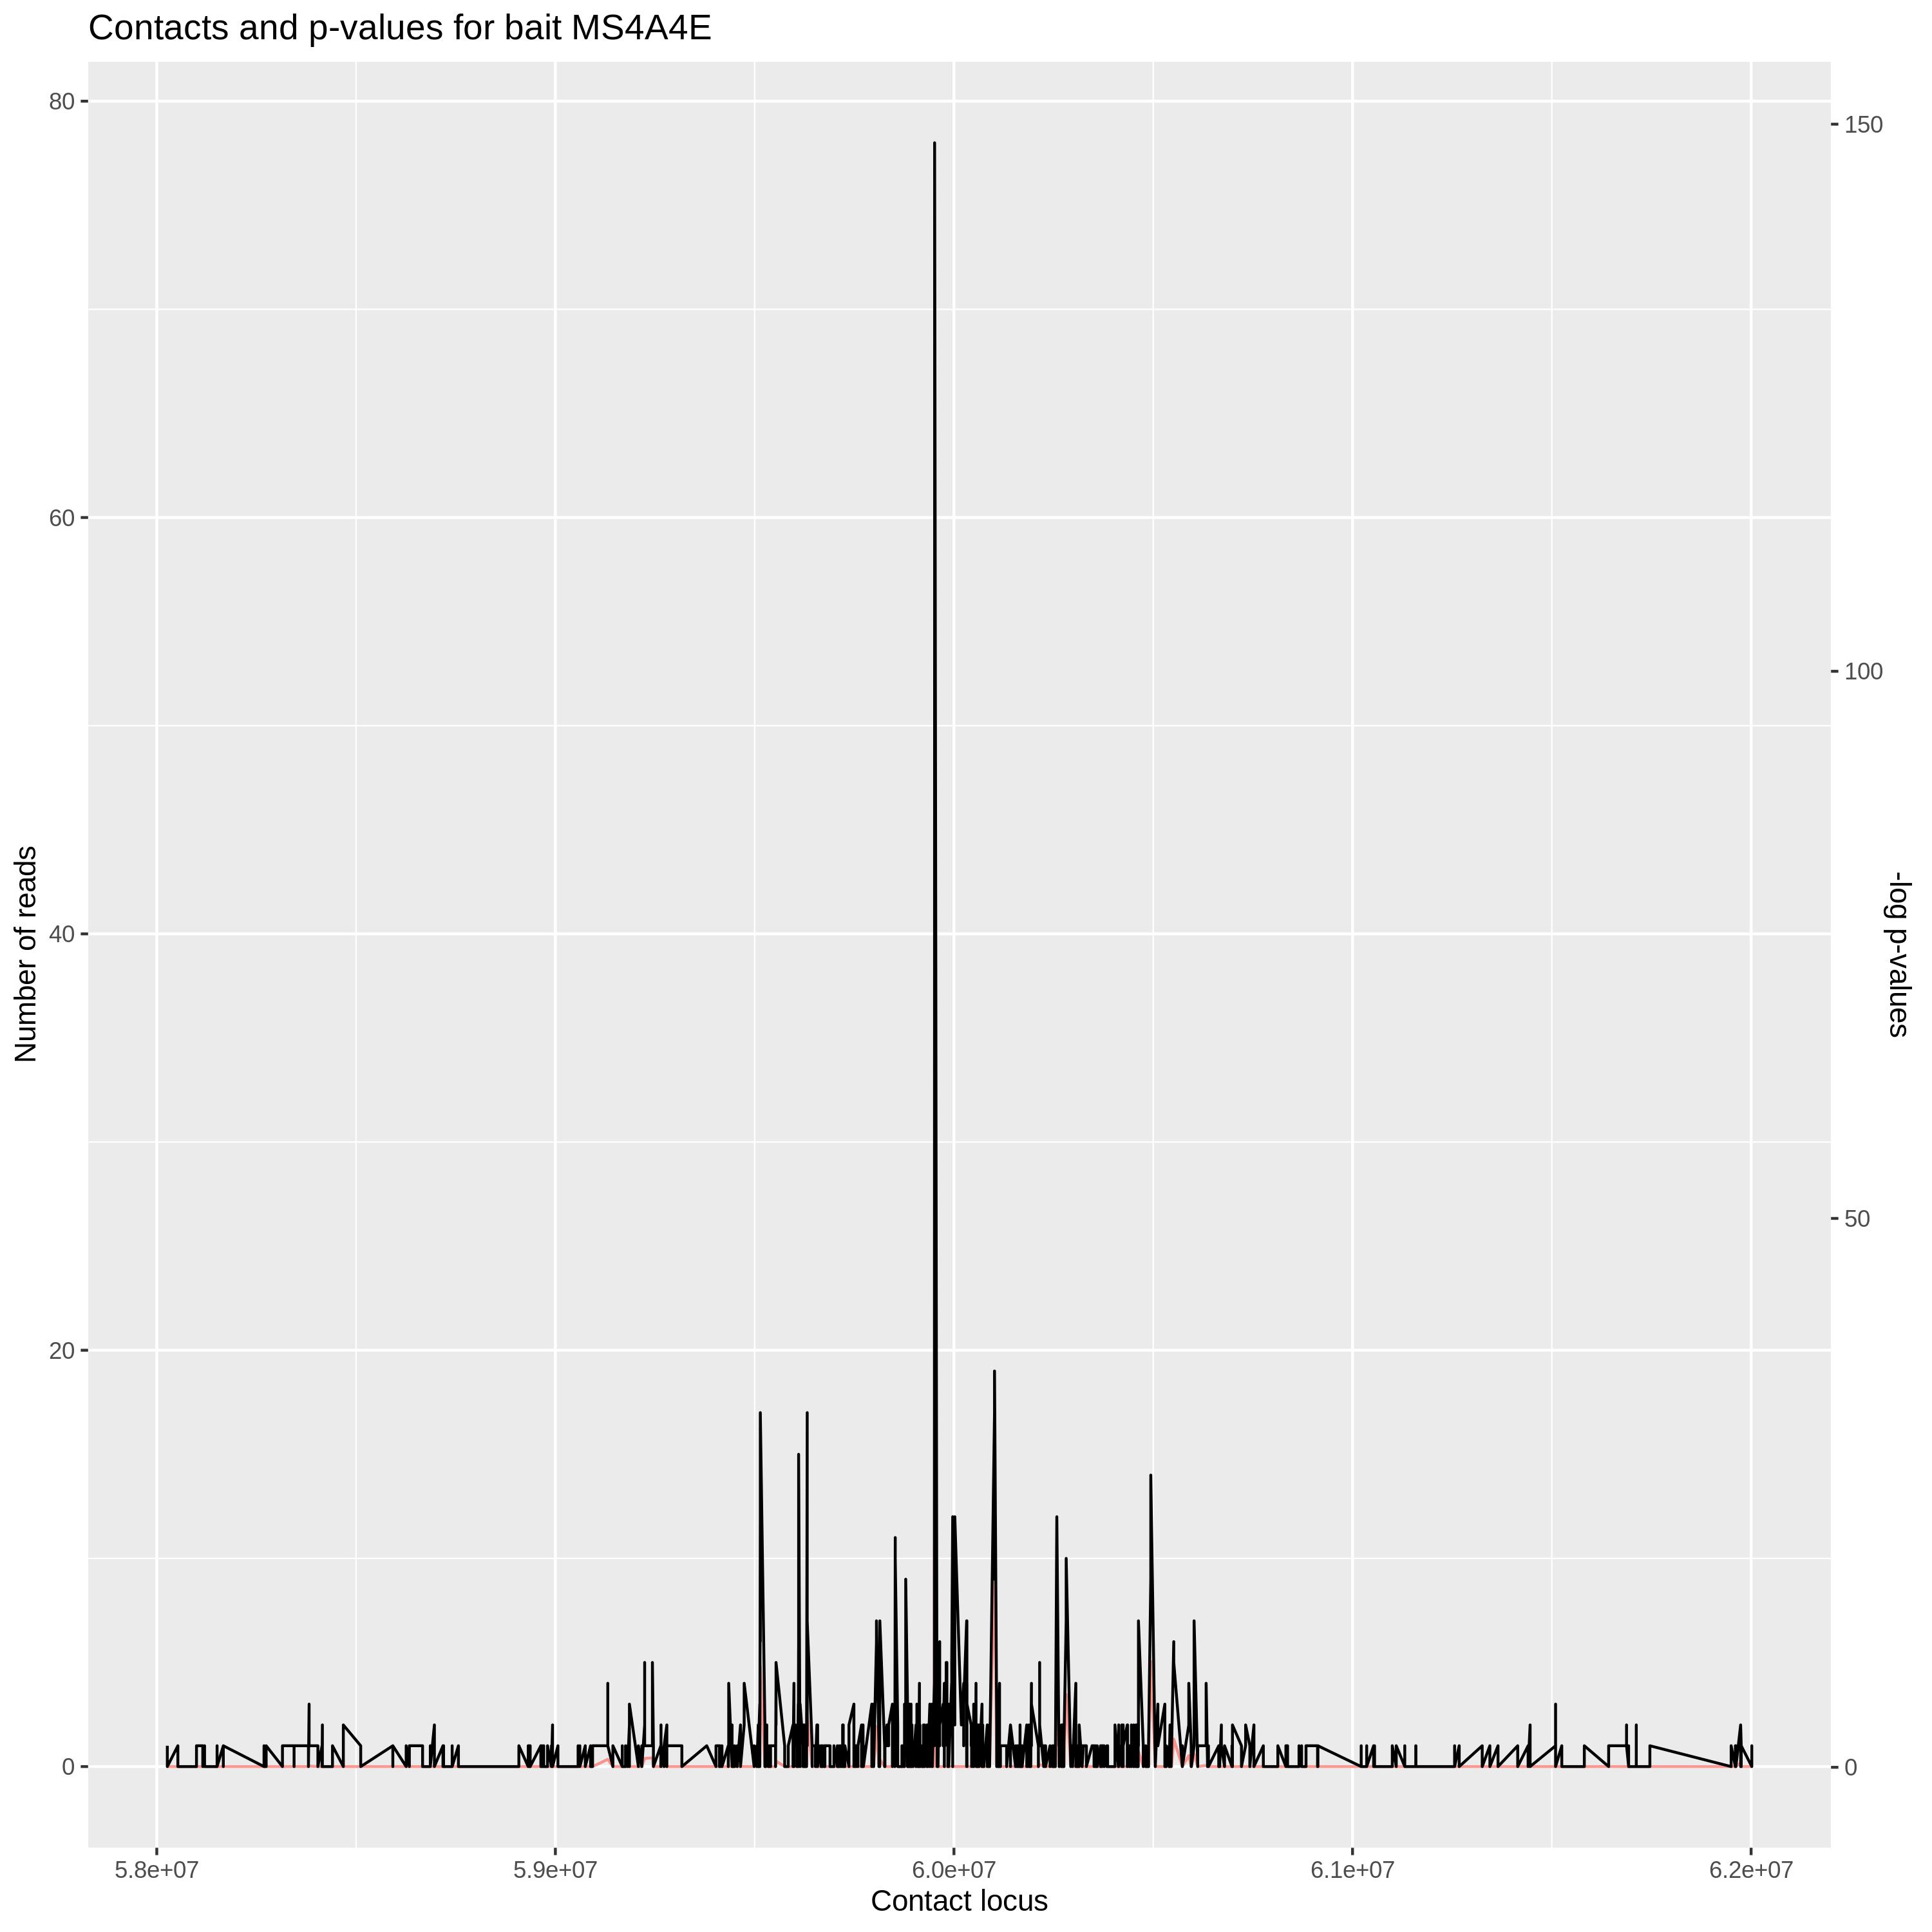 Contacts and p-values for bait MS4A4E
80
60
40
20
0
Number of reads
150
100
50
0
-log p-values
5.8e+07
5.9e+07
6.0e+07
6.1e+07
6.2e+07
Contact locus